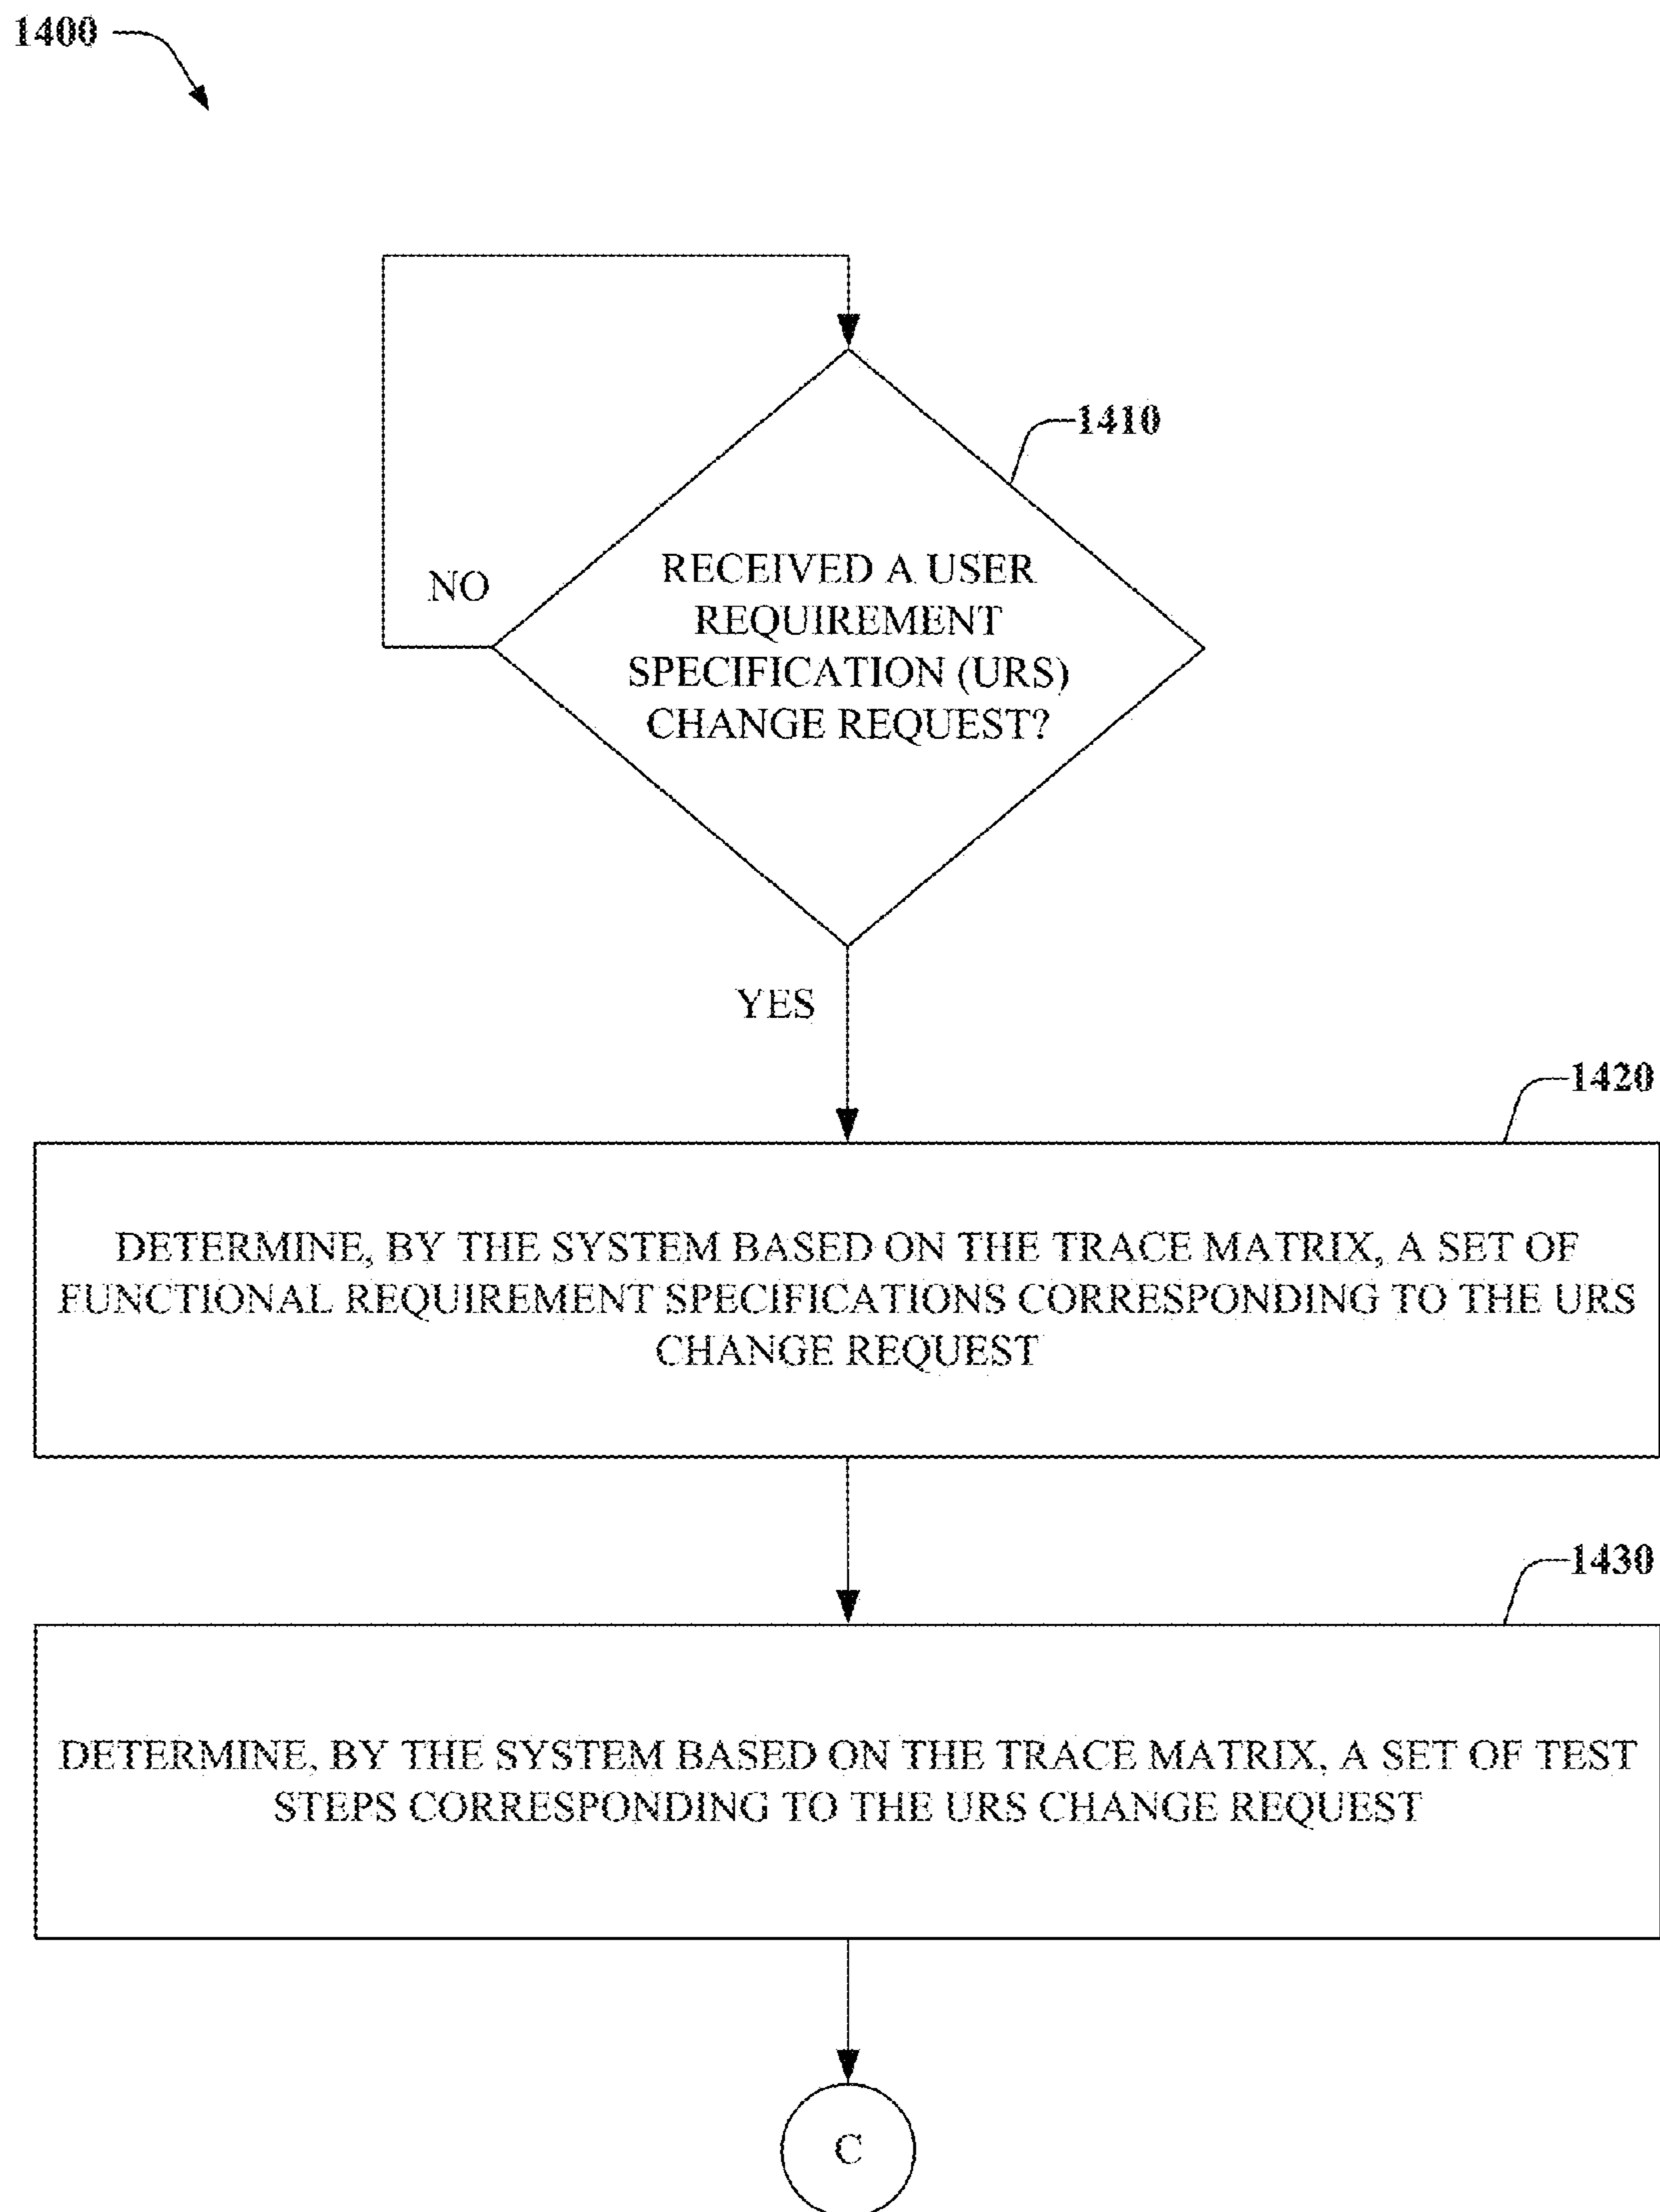 1400
1410
NO
RECEIVED A USER
REQUIREMENT
SPECIFICATION (URS)
CHANGE REQUEST?
YES
1420
DETERMINE, BY THE SYSTEM BASED ON THE TRACE MATRIX, A SET OF
FUNCTIONAL REQUIREMENT SPECIFICATIONS CORRESPONDING TO THE URS
CHANGE REQUEST
1430
DETERMINE, BY THE SYSTEM BASED ON THE TRACE MATRIX, A SET OF TEST
STEPS CORRESPONDING TO THE URS CHANGE REQUEST
C